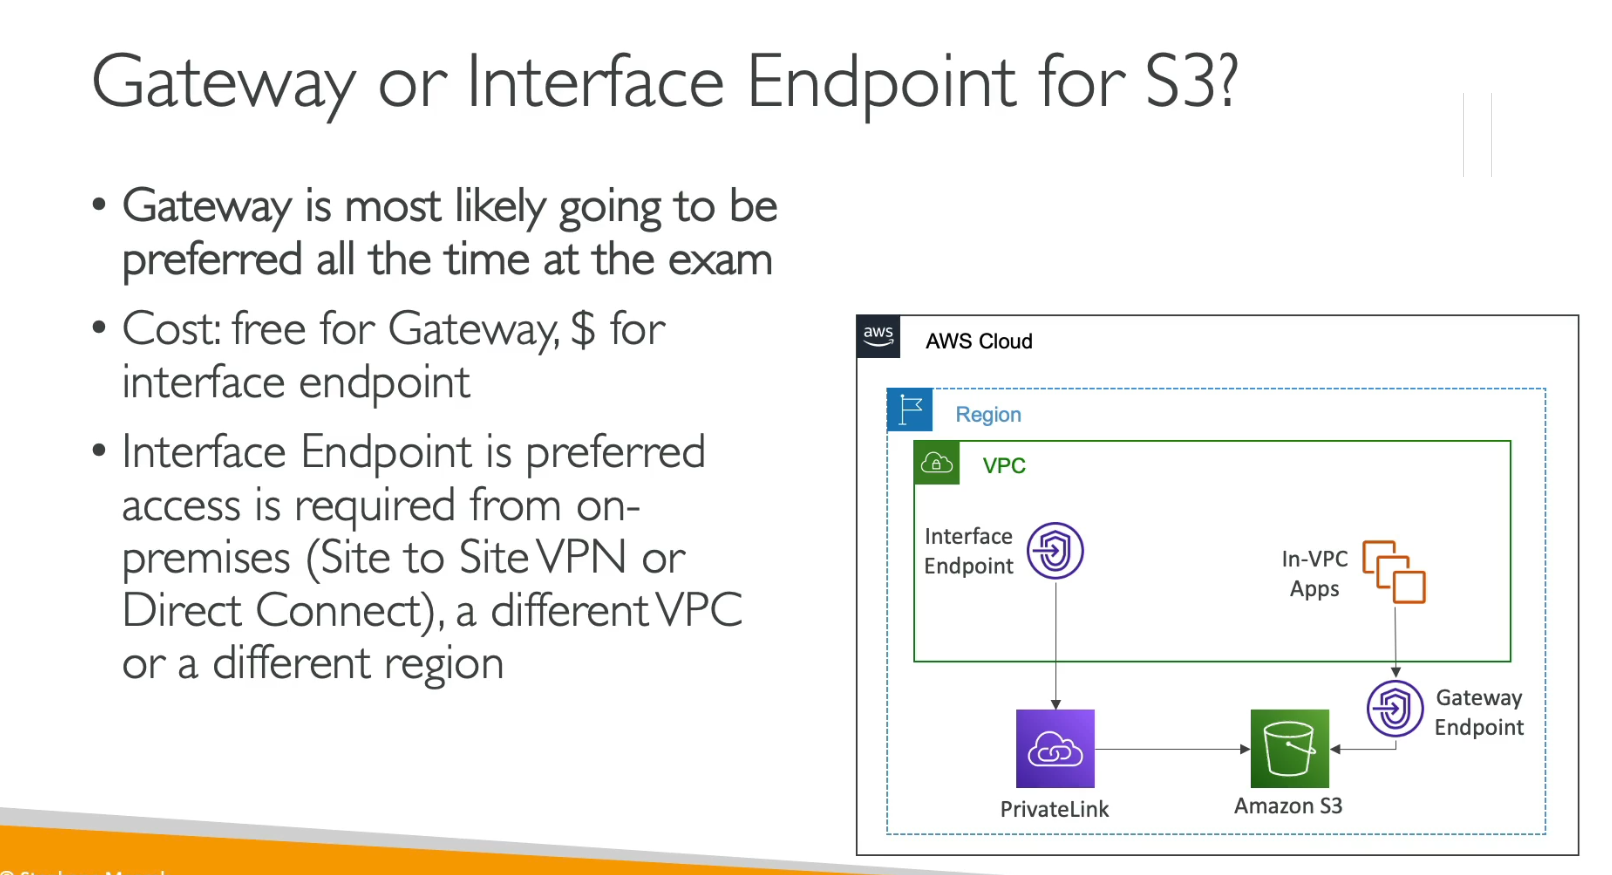 Gateway or Interface Endpoint for S3?
• Gateway is most likely going to be
preferred all the time at the exam
• Cost: free for Gateway, $ for
interface endpoint
• Interface Endpoint is preferred
access is required from on-
premises (Site to Site VPN or
Direct Connect), a different VPC
or a different region
aws
AWS Cloud
Region
VPC
Interface
Endpoint
In-VPC
Apps
Gateway
Endpoint
PrivateLink
Amazon S3